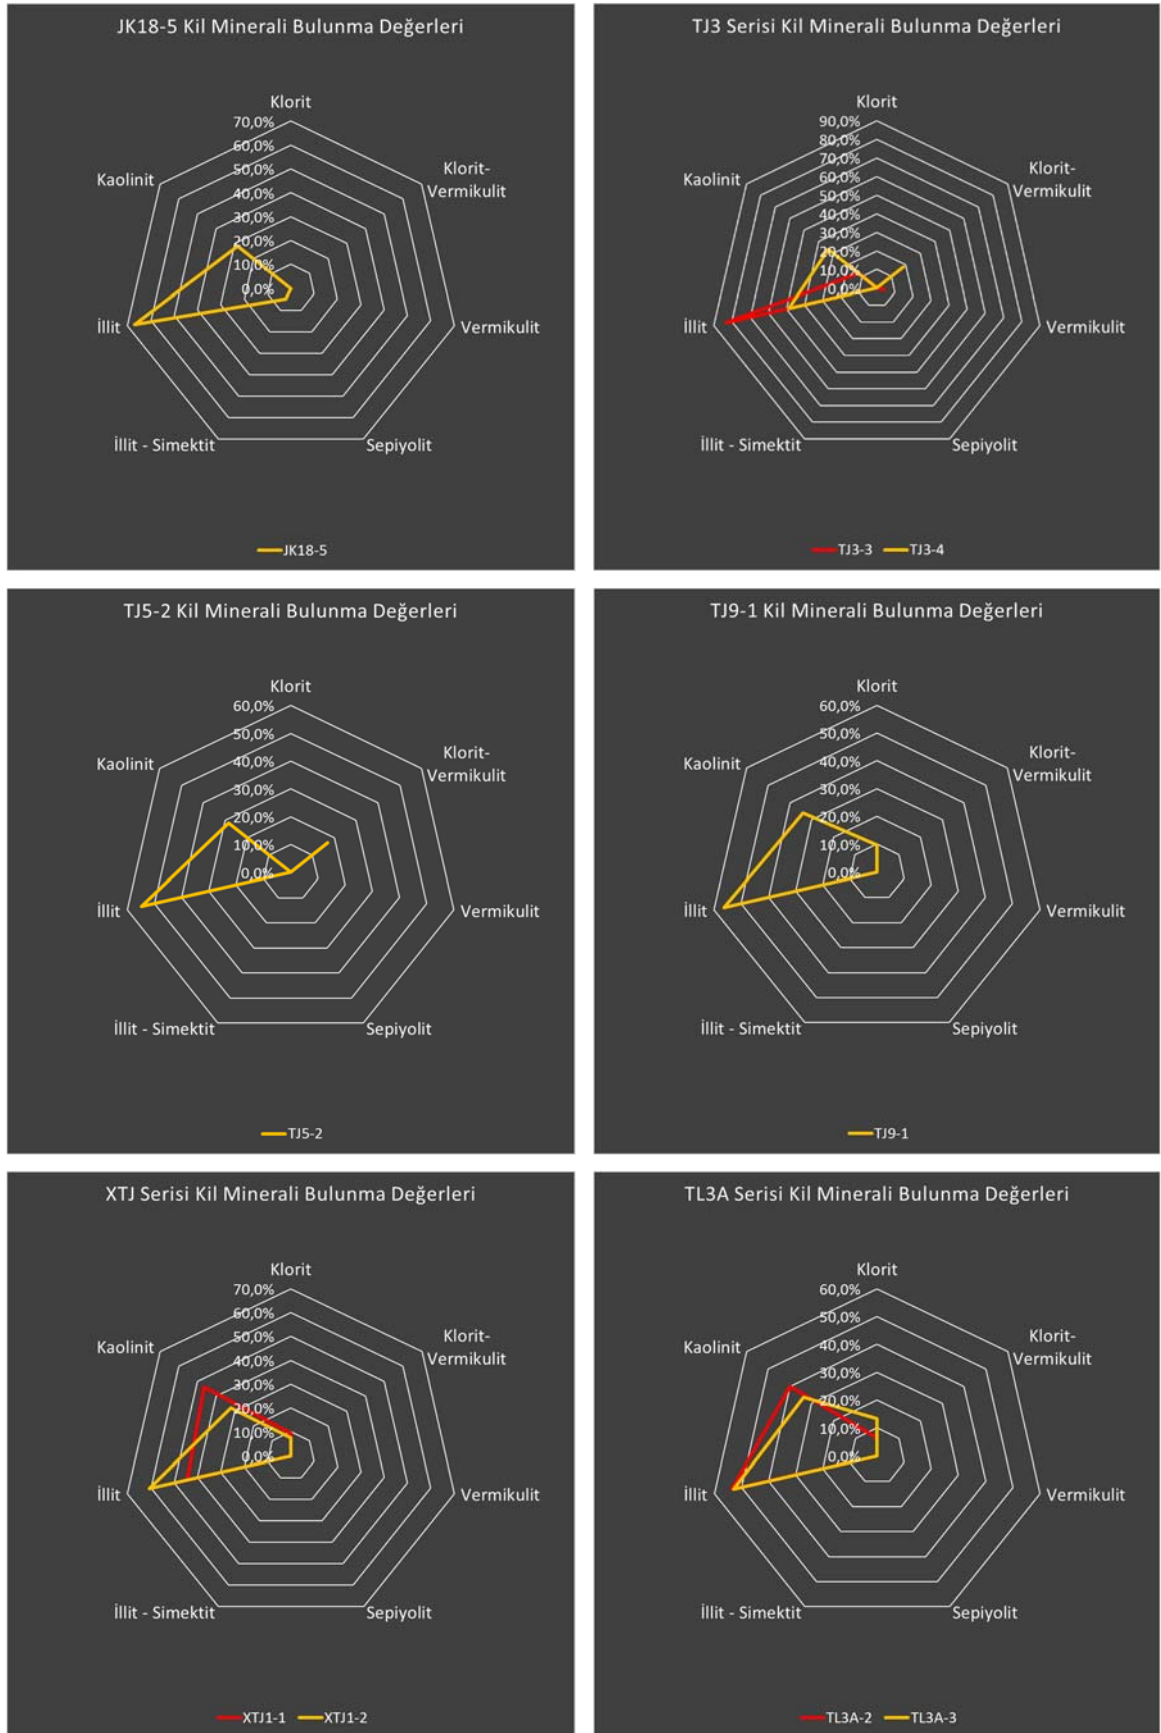 JK18-5 Kil Minerali Bulunma Değerleri
Klorit
70,0%
60,0%
50,0%
40,0%
30,0%
20,0%
10,0%
0,0%
Klorit-
Vermikulit
Vermikulit
Sepiyolit
İllit - Simektit
İllit
Kaolinit
JK18-5
TJ3 Serisi Kil Minerali Bulunma Değerleri
Klorit
90,0%
80,0%
70,0%
60,0%
50,0%
40,0%
30,0%
20,0%
10,0%
0,0%
Klorit-
Vermikulit
Vermikulit
Sepiyolit
İllit - Simektit
İllit
Kaolinit
TJ3-3 TJ3-4
TJ5-2 Kil Minerali Bulunma Değerleri
Klorit
60,0%
50,0%
40,0%
30,0%
20,0%
10,0%
0,0%
Klorit-
Vermikulit
Vermikulit
Sepiyolit
İllit - Simektit
İllit
Kaolinit
TJ5-2
TJ9-1 Kil Minerali Bulunma Değerleri
Klorit
60,0%
50,0%
40,0%
30,0%
20,0%
10,0%
0,0%
Klorit-
Vermikulit
Vermikulit
Sepiyolit
İllit - Simektit
İllit
Kaolinit
TJ9-1
XTJ Serisi Kil Minerali Bulunma Değerleri
Klorit
70,0%
60,0%
50,0%
40,0%
30,0%
20,0%
10,0%
0,0%
Klorit-
Vermikulit
Vermikulit
Sepiyolit
İllit - Simektit
İllit
Kaolinit
XTJ1-1 XTJ1-2
TL3A Serisi Kil Minerali Bulunma Değerleri
Klorit
60,0%
50,0%
40,0%
30,0%
20,0%
10,0%
0,0%
Klorit-
Vermikulit
Vermikulit
Sepiyolit
İllit - Simektit
İllit
Kaolinit
TL3A-2 TL3A-3